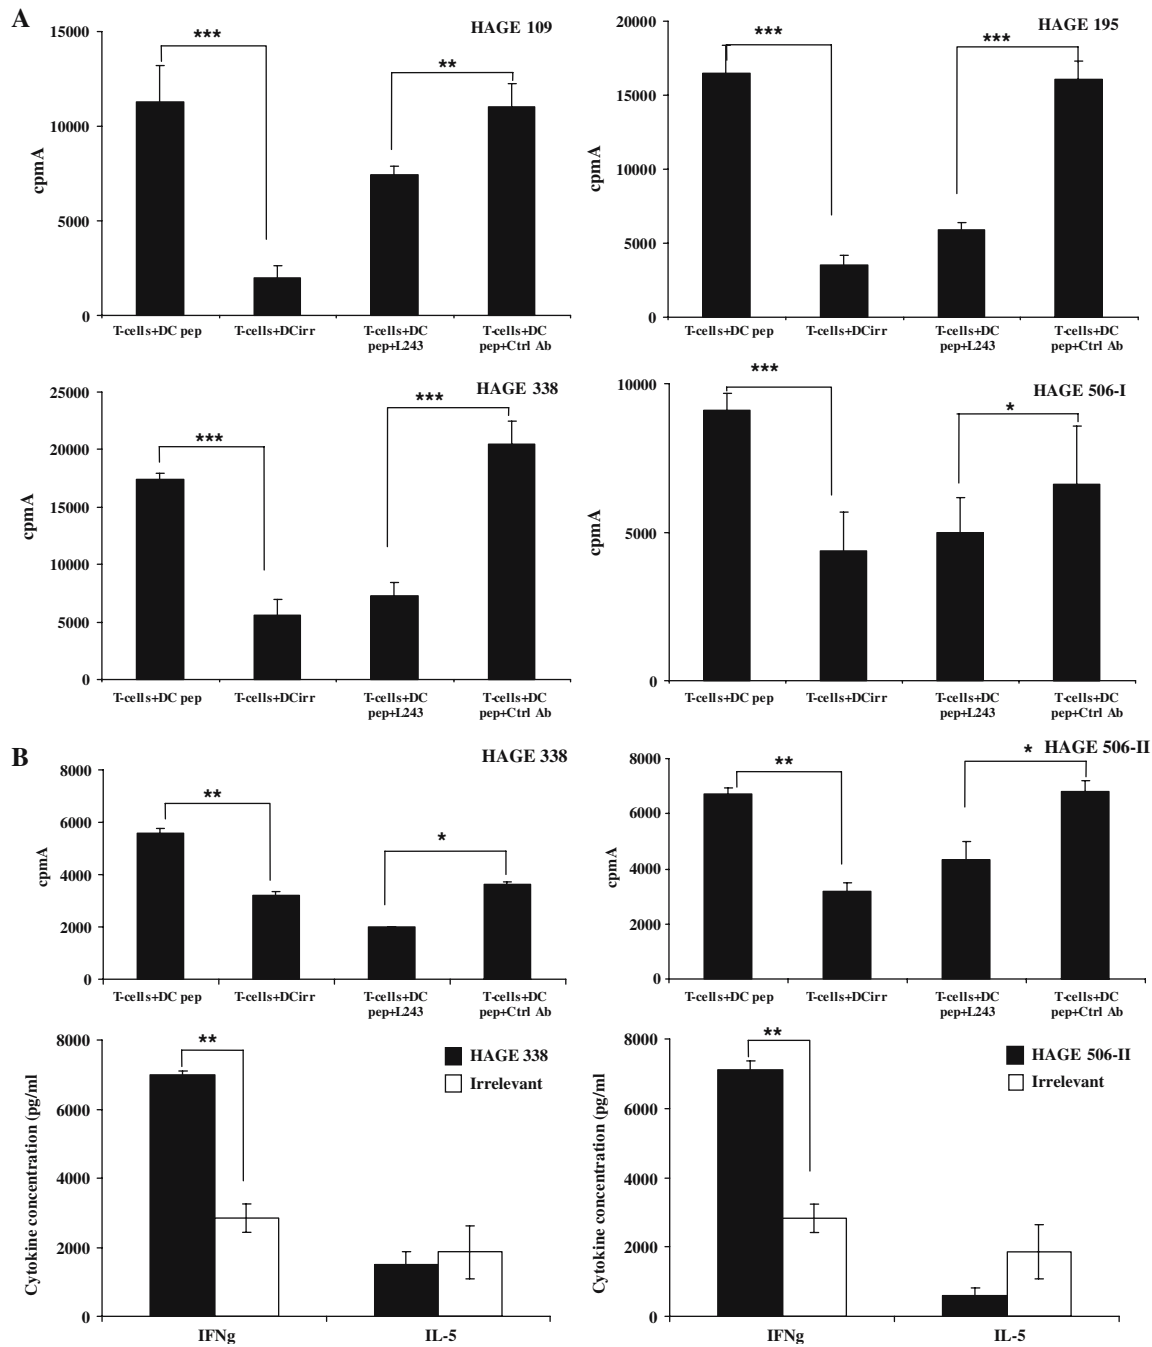 A
HAGE 109
15000
10000
5000
0
cpmA
***
**
T-cells+DC pep
T-cells+DCirr
T-cells+DC
pep+L243
T-cells+DC
pep+Ctrl Ab
HAGE 195
20000
15000
10000
5000
0
cpmA
***
***
T-cells+DC pep
T-cells+DCirr
T-cells+DC
pep+L243
T-cells+DC
pep+Ctrl Ab
HAGE 338
25000
20000
15000
10000
5000
0
cpmA
***
***
T-cells+DC pep
T-cells+DCirr
T-cells+DC
pep+L243
T-cells+DC
pep+Ctrl Ab
HAGE 506-I
10000
5000
0
cpmA
***
*
T-cells+DC pep
T-cells+DCirr
T-cells+DC
pep+L243
T-cells+DC
pep+Ctrl Ab
B
HAGE 338
8000
6000
4000
2000
0
cpmA
**
*
T-cells+DC pep
T-cells+DCirr
T-cells+DC
pep+L243
T-cells+DC
pep+Ctrl Ab
* HAGE 506-II
8000
6000
4000
2000
0
cpmA
**
T-cells+DC pep
T-cells+DCirr
T-cells+DC
pep+L243
T-cells+DC
pep+Ctrl Ab
8000
6000
4000
2000
0
Cytokine concentration (pg/ml
**
HAGE 338
Irrelevant
IFNg
IL-5
8000
6000
4000
2000
0
Cytokine concentration (pg/ml
**
HAGE 506-II
Irrelevant
IFNg
IL-5